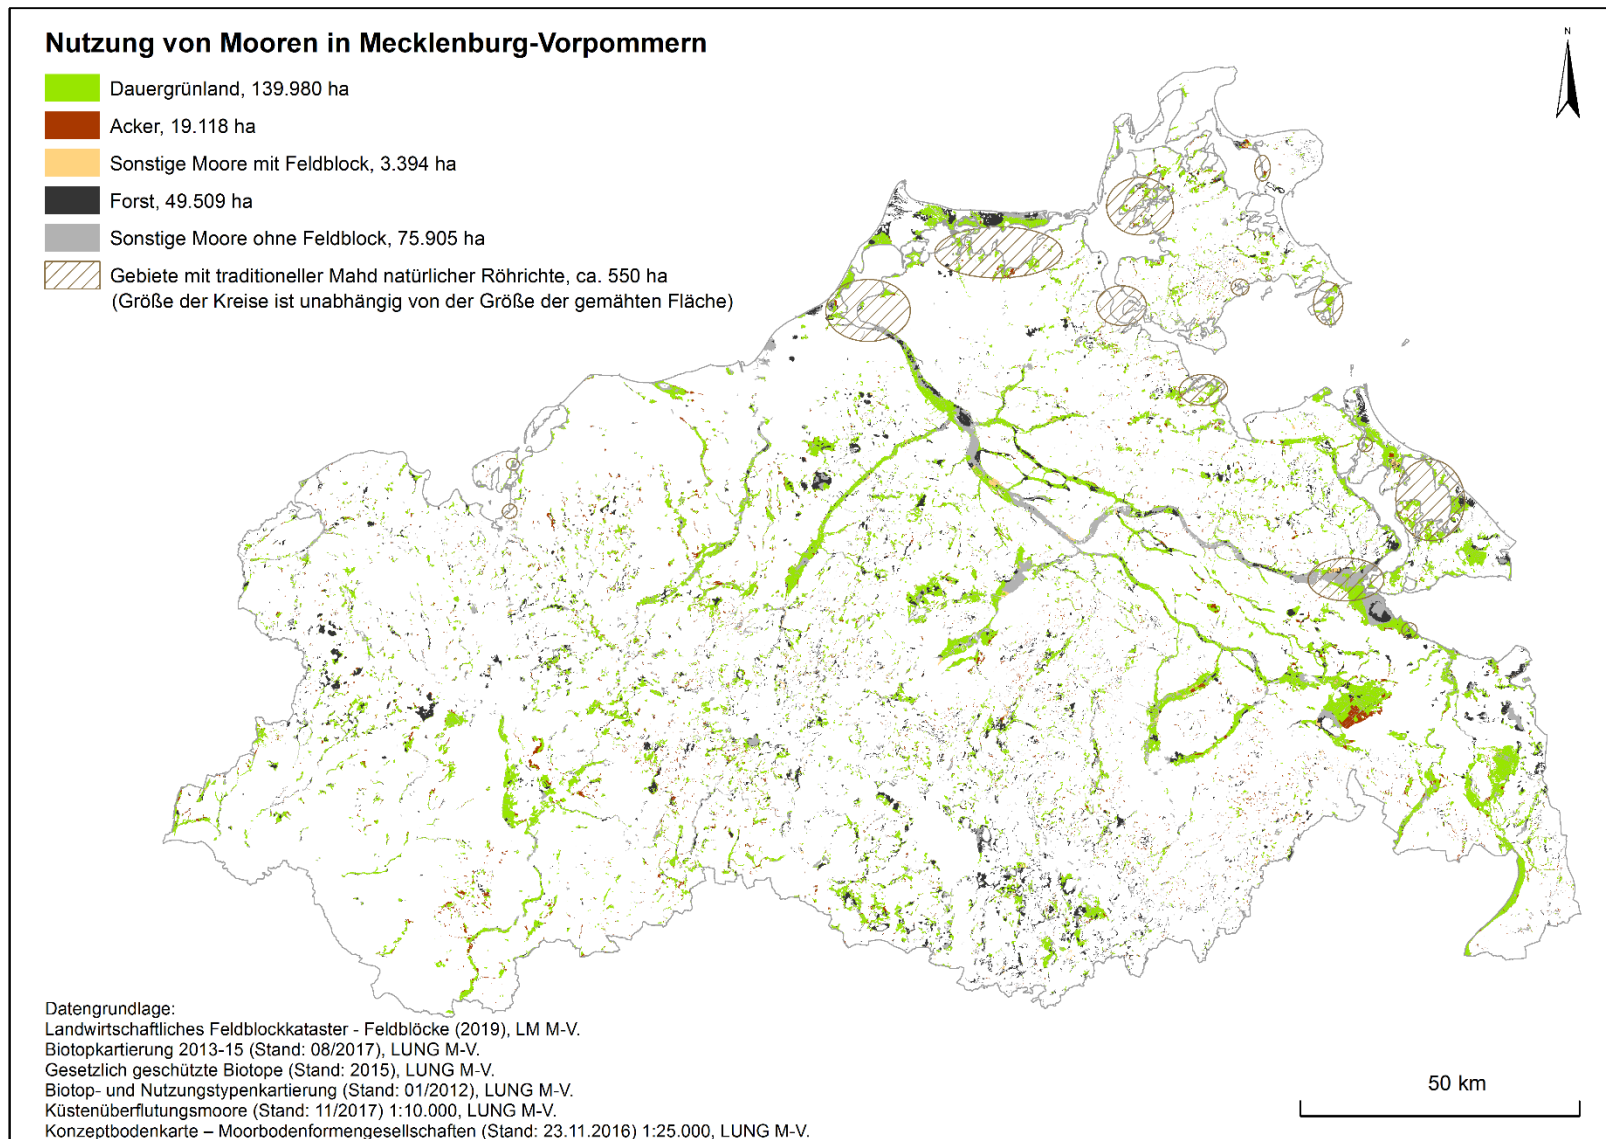 Nutzung von Mooren in Mecklenburg-Vorpommern
N
Dauergrünland, 139.980 ha
Acker, 19.118 ha
Sonstige Moore mit Feldblock, 3.394 ha
Forst, 49.509 ha
Sonstige Moore ohne Feldblock, 75.905 ha
Gebiete mit traditioneller Mahd natürlicher Röhrichte, ca. 550 ha
(Größe der Kreise ist unabhängig von der Größe der gemähten Fläche)
Datengrundlage:
Landwirtschaftliches Feldblockkataster - Feldblöcke (2019), LM M-V.
Biotopkartierung 2013-15 (Stand: 08/2017), LUNG M-V.
Gesetzlich geschützte Biotope (Stand: 2015), LUNG M-V.
Biotop- und Nutzungstypenkartierung (Stand: 01/2012), LUNG M-V.
Küstenüberflutungsmoore (Stand: 11/2017) 1:10.000, LUNG M-V.
Konzeptbodenkarte – Moorbodenformengesellschaften (Stand: 23.11.2016) 1:25.000, LUNG M-V.
50 km